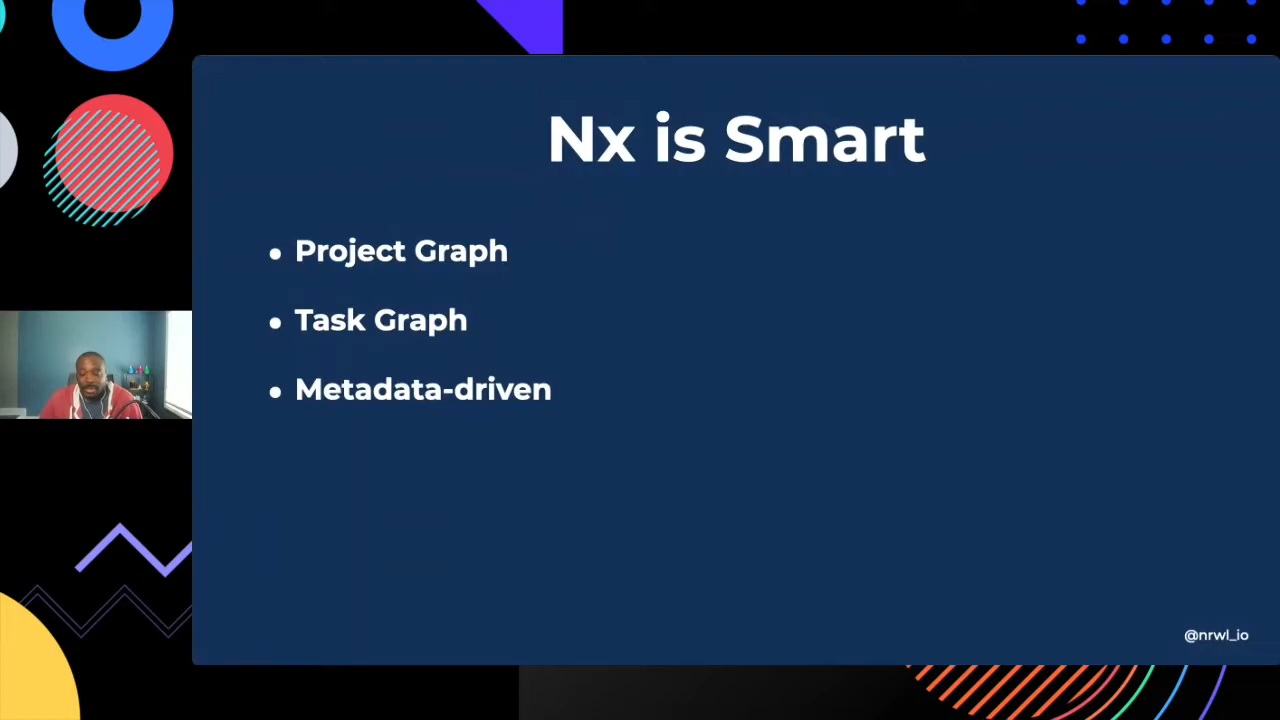 Nx is Smart
• Project Graph
• Task Graph
• Metadata-driven
@nrwl_io